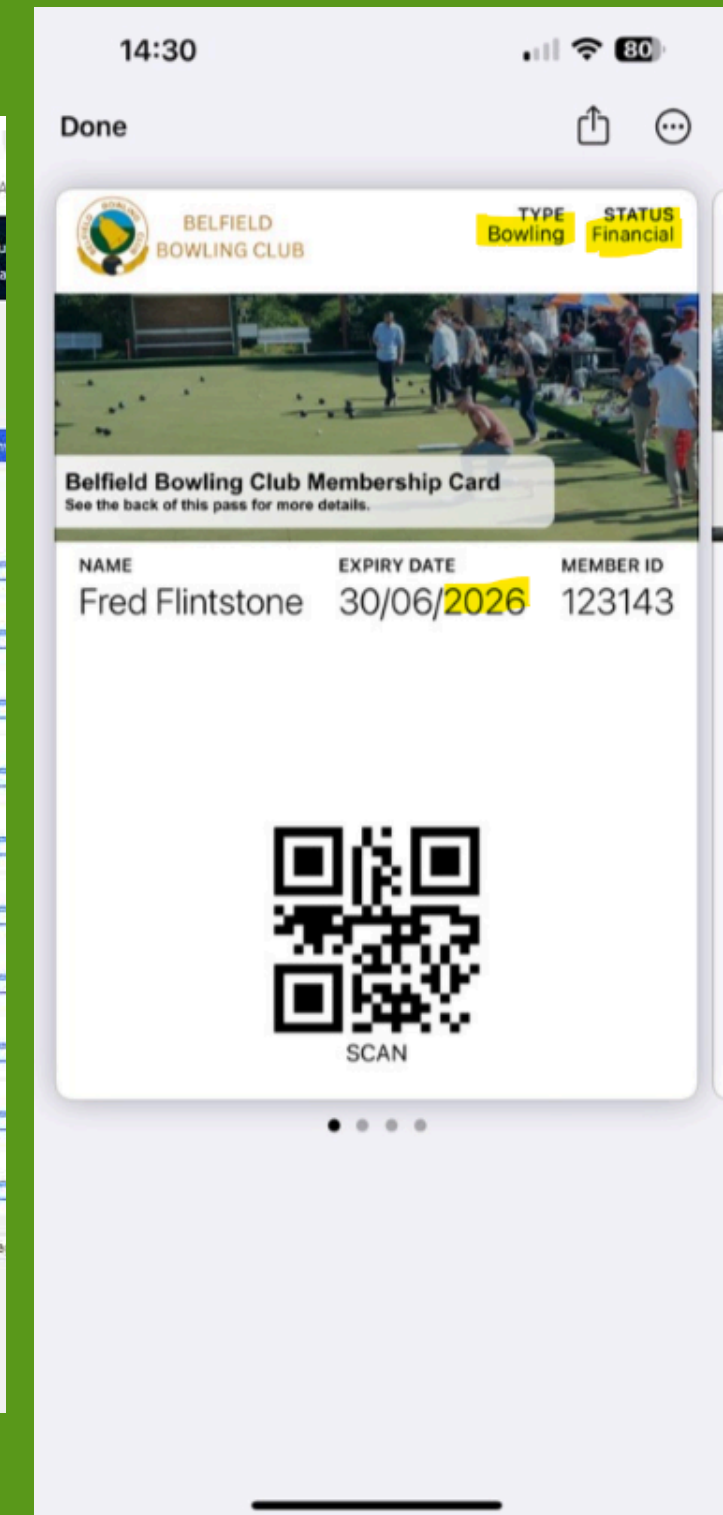 14:30
80
Done
BELFIELD
BOWLING CLUB
TYPE
Bowling
STATUS
Financial
Belfield Bowling Club Membership Card
See the back of this pass for more details.
NAME
Fred Flintstone
EXPIRY DATE
30/06/2026
MEMBER ID
123143
SCAN